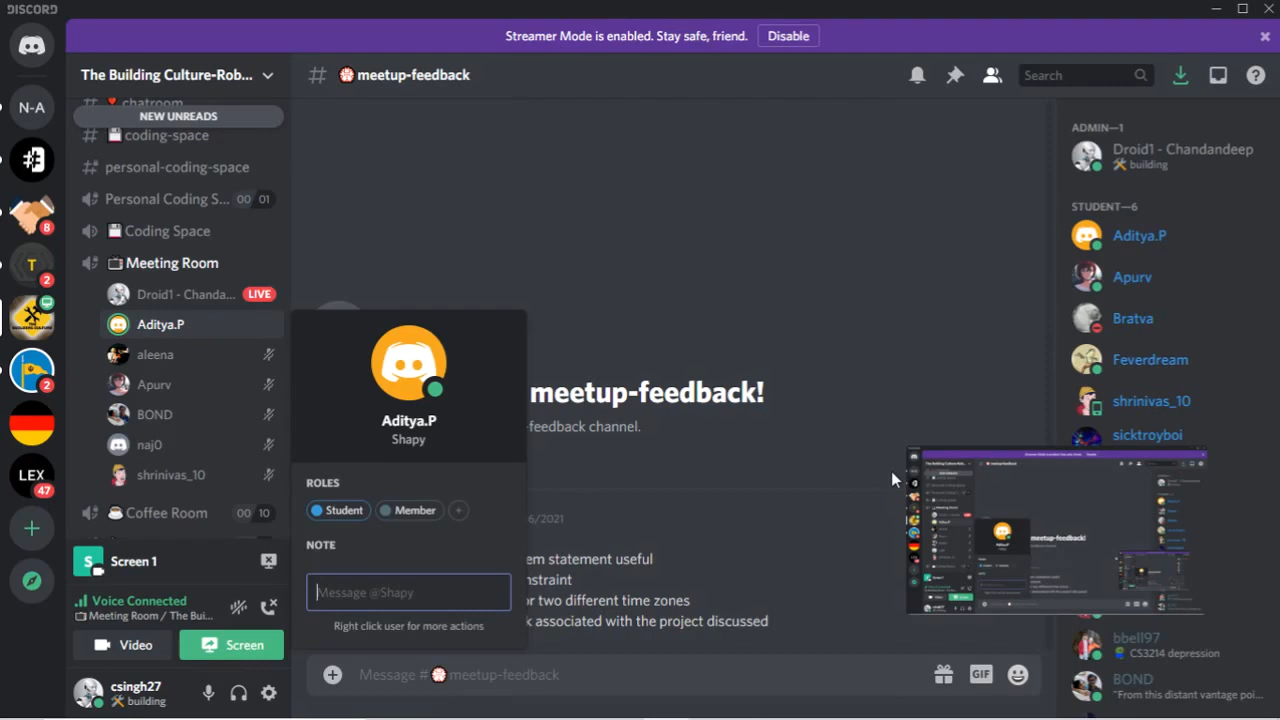 DISCORD
Streamer Mode is enabled. Stay safe, friend.
Disable
The Building Culture-Rob...
meetup-feedback
Search
N-A
T
2
8
2
LEX
47
chatroom
NEW UNREADS
coding-space
personal-coding-space
Personal Coding S... 00 01
Coding Space
Meeting Room
Droid1 - Chanda... LIVE
Aditya.P
aleena
Apurv
BOND
naj0
shrinivas_10
Coffee Room 00 10
S Screen 1
Voice Connected
Meeting Room / The Bui...
Video
Screen
csingh27
building
Aditya.P
Shapy
ROLES
Student
Member
NOTE
Message @Shapy
Right click user for more actions
meetup-feedback!
-feedback channel.
6/2021
em statement useful
nstraint
or two different time zones
k associated with the project discussed
Message # meetup-feedback
GIF
ADMIN—1
Droid1 - Chandandeep
building
STUDENT—6
Aditya.P
Apurv
Bratva
Feverdream
shrinivas_10
sicktroyboi
bbell97
CS3214 depression
BOND
"From this distant vantage poi...